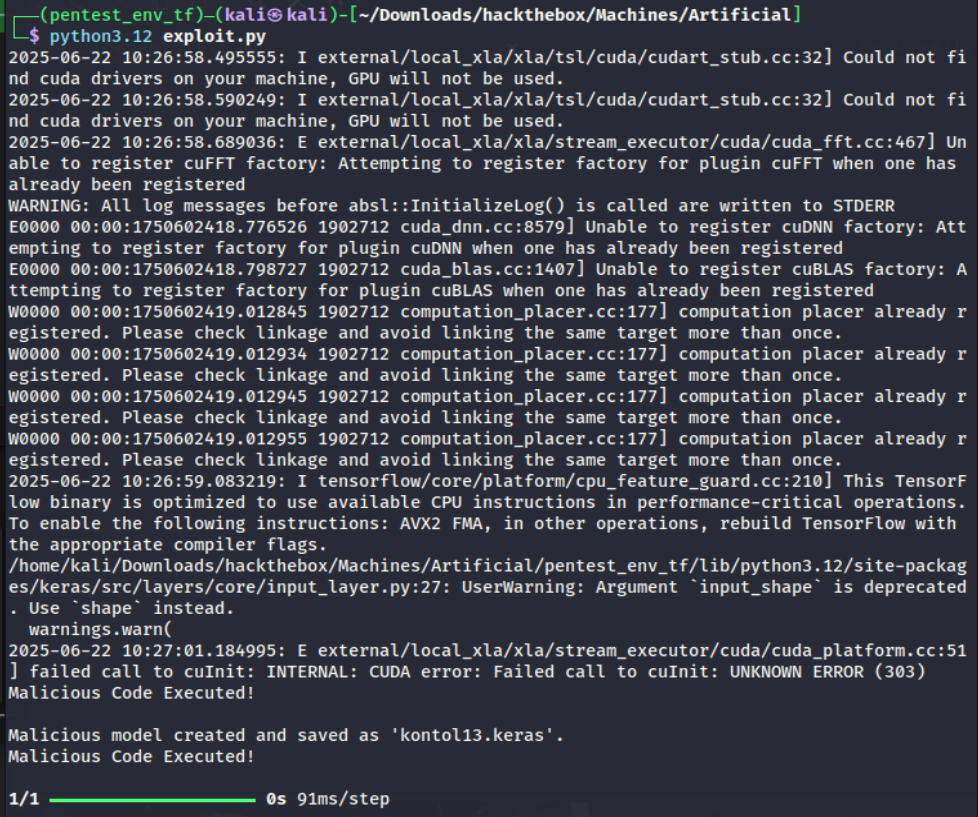 ┌──(pentest_env_tf)─(kali㉿kali)-[~/Downloads/hackthebox/Machines/Artificial]
└─$ python3.12 exploit.py
2025-06-22 10:26:58.495555: I external/local_xla/xla/tsl/cuda/cudart_stub.cc:32] Could not fi
nd cuda drivers on your machine, GPU will not be used.
2025-06-22 10:26:58.590249: I external/local_xla/xla/tsl/cuda/cudart_stub.cc:32] Could not fi
nd cuda drivers on your machine, GPU will not be used.
2025-06-22 10:26:58.689036: E external/local_xla/xla/stream_executor/cuda/cuda_fft.cc:467] Un
able to register cuFFT factory: Attempting to register factory for plugin cuFFT when one has
already been registered
WARNING: All log messages before absl::InitializeLog() is called are written to STDERR
E0000 00:00:1750602418.776526 1902712 cuda_dnn.cc:8579] Unable to register cuDNN factory: Att
empting to register factory for plugin cuDNN when one has already been registered
E0000 00:00:1750602418.798727 1902712 cuda_blas.cc:1407] Unable to register cuBLAS factory: A
ttempting to register factory for plugin cuBLAS when one has already been registered
W0000 00:00:1750602419.012845 1902712 computation_placer.cc:177] computation placer already r
egistered. Please check linkage and avoid linking the same target more than once.
W0000 00:00:1750602419.012934 1902712 computation_placer.cc:177] computation placer already r
egistered. Please check linkage and avoid linking the same target more than once.
W0000 00:00:1750602419.012945 1902712 computation_placer.cc:177] computation placer already r
egistered. Please check linkage and avoid linking the same target more than once.
W0000 00:00:1750602419.012955 1902712 computation_placer.cc:177] computation placer already r
egistered. Please check linkage and avoid linking the same target more than once.
2025-06-22 10:26:59.083219: I tensorflow/core/platform/cpu_feature_guard.cc:210] This TensorF
low binary is optimized to use available CPU instructions in performance-critical operations.
To enable the following instructions: AVX2 FMA, in other operations, rebuild TensorFlow with
the appropriate compiler flags.
/home/kali/Downloads/hackthebox/Machines/Artificial/pentest_env_tf/lib/python3.12/site-packag
es/keras/src/layers/core/input_layer.py:27: UserWarning: Argument `input_shape` is deprecated
. Use `shape` instead.
  warnings.warn(
2025-06-22 10:27:01.184995: E external/local_xla/xla/stream_executor/cuda/cuda_platform.cc:51
] failed call to cuInit: INTERNAL: CUDA error: Failed call to cuInit: UNKNOWN ERROR (303)
Malicious Code Executed!
Malicious model created and saved as 'kontol13.keras'.
Malicious Code Executed!
1/1 ━━━━━━━━━━━━━━━━━━━━ 0s 91ms/step